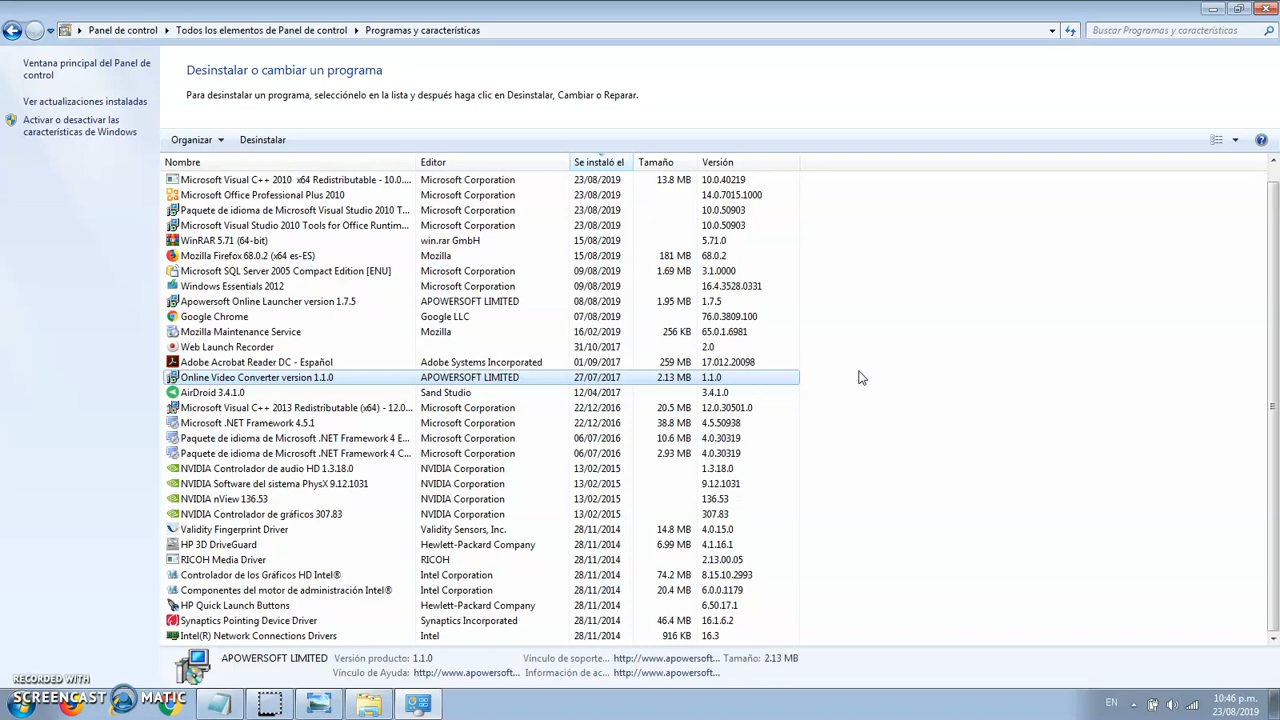 Panel de control Todos los elementos de Panel de control Programas y características Buscar Programas y características
Ventana principal del Panel de control
Ver actualizaciones instaladas
Activar o desactivar las características de Windows
Desinstalar o cambiar un programa
Para desinstalar un programa, selecciónelo en la lista y después haga clic en Desinstalar, Cambiar o Reparar.
Organizar Desinstalar
Nombre Editor Se instaló el Tamaño Versión
Microsoft Visual C++ 2010 x64 Redistributable - 10.0.... Microsoft Corporation 23/08/2019 13.8 MB 10.0.40219
Microsoft Office Professional Plus 2010 Microsoft Corporation 23/08/2019 14.0.7015.1000
Paquete de idioma de Microsoft Visual Studio 2010 T... Microsoft Corporation 23/08/2019 10.0.50903
Microsoft Visual Studio 2010 Tools for Office Runtim... Microsoft Corporation 23/08/2019 10.0.50903
WinRAR 5.71 (64-bit) win.rar GmbH 15/08/2019 5.71.0
Mozilla Firefox 68.0.2 (x64 es-ES) Mozilla 15/08/2019 181 MB 68.0.2
Microsoft SQL Server 2005 Compact Edition [ENU] Microsoft Corporation 09/08/2019 1.69 MB 3.1.0000
Windows Essentials 2012 Microsoft Corporation 09/08/2019 16.4.3528.0331
Apowersoft Online Launcher version 1.7.5 APOWERSOFT LIMITED 08/08/2019 1.95 MB 1.7.5
Google Chrome Google LLC 07/08/2019 76.0.3809.100
Mozilla Maintenance Service Mozilla 16/02/2019 256 KB 65.0.1.6981
Web Launch Recorder 31/10/2017 2.0
Adobe Acrobat Reader DC - Español Adobe Systems Incorporated 01/09/2017 259 MB 17.012.20098
Online Video Converter version 1.1.0 APOWERSOFT LIMITED 27/07/2017 2.13 MB 1.1.0
AirDroid 3.4.1.0 Sand Studio 12/04/2017 3.4.1.0
Microsoft Visual C++ 2013 Redistributable (x64) - 12.0... Microsoft Corporation 22/12/2016 20.5 MB 12.0.30501.0
Microsoft .NET Framework 4.5.1 Microsoft Corporation 22/12/2016 38.8 MB 4.5.50938
Paquete de idioma de Microsoft .NET Framework 4 E... Microsoft Corporation 06/07/2016 10.6 MB 4.0.30319
Paquete de idioma de Microsoft .NET Framework 4 C... Microsoft Corporation 06/07/2016 2.93 MB 4.0.30319
NVIDIA Controlador de audio HD 1.3.18.0 NVIDIA Corporation 13/02/2015 1.3.18.0
NVIDIA Software del sistema PhysX 9.12.1031 NVIDIA Corporation 13/02/2015 9.12.1031
NVIDIA nView 136.53 NVIDIA Corporation 13/02/2015 136.53
NVIDIA Controlador de gráficos 307.83 NVIDIA Corporation 13/02/2015 307.83
Validity Fingerprint Driver Validity Sensors, Inc. 28/11/2014 14.8 MB 4.0.15.0
HP 3D DriveGuard Hewlett-Packard Company 28/11/2014 6.99 MB 4.1.16.1
RICOH Media Driver RICOH 28/11/2014 2.13.00.05
Controlador de los Gráficos HD Intel® Intel Corporation 28/11/2014 74.2 MB 8.15.10.2993
Componentes del motor de administración Intel® Intel Corporation 28/11/2014 20.4 MB 6.0.0.1179
HP Quick Launch Buttons Hewlett-Packard Company 28/11/2014 6.50.17.1
Synaptics Pointing Device Driver Synaptics Incorporated 28/11/2014 46.4 MB 16.1.6.2
Intel(R) Network Connections Drivers Intel 28/11/2014 916 KB 16.3
APOWERSOFT LIMITED Versión producto: 1.1.0 Vínculo de soporte... http://www.apowersoft... Tamaño: 2.13 MB
Vínculo de Ayuda: http://www.apowersoft... Información de ac... http://www.apowersoft...
RECORDED WITH
SCREENCAST MATIC
EN 10:46 p.m.
23/08/2019